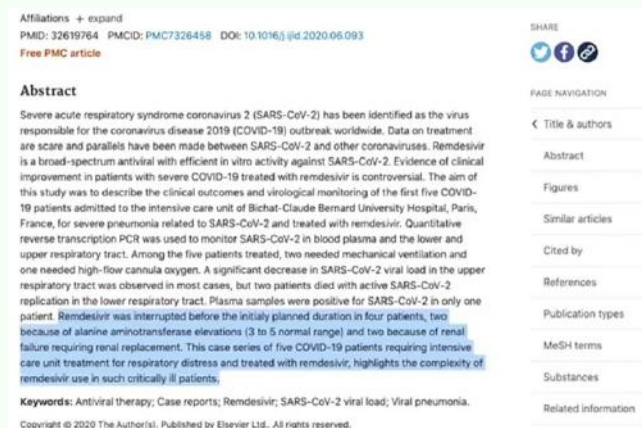 Affiliations + expand
PMID: 32619764 PMCID: PMC7326458 DOI: 10.1016/j.ijid.2020.06.093
Free PMC article
Abstract
Severe acute respiratory syndrome coronavirus 2 (SARS-CoV-2) has been identified as the virus
responsible for the coronavirus disease 2019 (COVID-19) outbreak worldwide. Data on treatment
are scare and parallels have been made between SARS-CoV-2 and other coronaviruses. Remdesivir
is a broad-spectrum antiviral with efficient in vitro activity against SARS-CoV-2. Evidence of clinical
improvement in patients with severe COVID-19 treated with remdesivir is controversial. The aim of
this study was to describe the clinical outcomes and virological monitoring of the first five COVID-
19 patients admitted to the intensive care unit of Bichat-Claude Bernard University Hospital, Paris,
France, for severe pneumonia related to SARS-CoV-2 and treated with remdesivir. Quantitative
reverse transcription PCR was used to monitor SARS-CoV-2 in blood plasma and the lower and
upper respiratory tract. Among the five patients treated, two needed mechanical ventilation and
one needed high-flow cannula oxygen. A significant decrease in SARS-CoV-2 viral load in the upper
respiratory tract was observed in most cases, but two patients died with active SARS-CoV-2
replication in the lower respiratory tract. Plasma samples were positive for SARS-CoV-2 in only one
patient. Remdesivir was interrupted before the initialy planned duration in four patients, two
because of alanine aminotransferase elevations (3 to 5 normal range) and two because of renal
failure requiring renal replacement. This case series of five COVID-19 patients requiring intensive
care unit treatment for respiratory distress and treated with remdesivir, highlights the complexity of
remdesivir use in such critically ill patients.
Keywords: Antiviral therapy; Case reports; Remdesivir; SARS-CoV-2 viral load; Viral pneumonia.
Copyright © 2020 The Author(s). Published by Elsevier Ltd.. All rights reserved.
SHARE
PAGE NAVIGATION
Title & authors
Abstract
Figures
Similar articles
Cited by
References
Publication types
MeSH terms
Substances
Related information